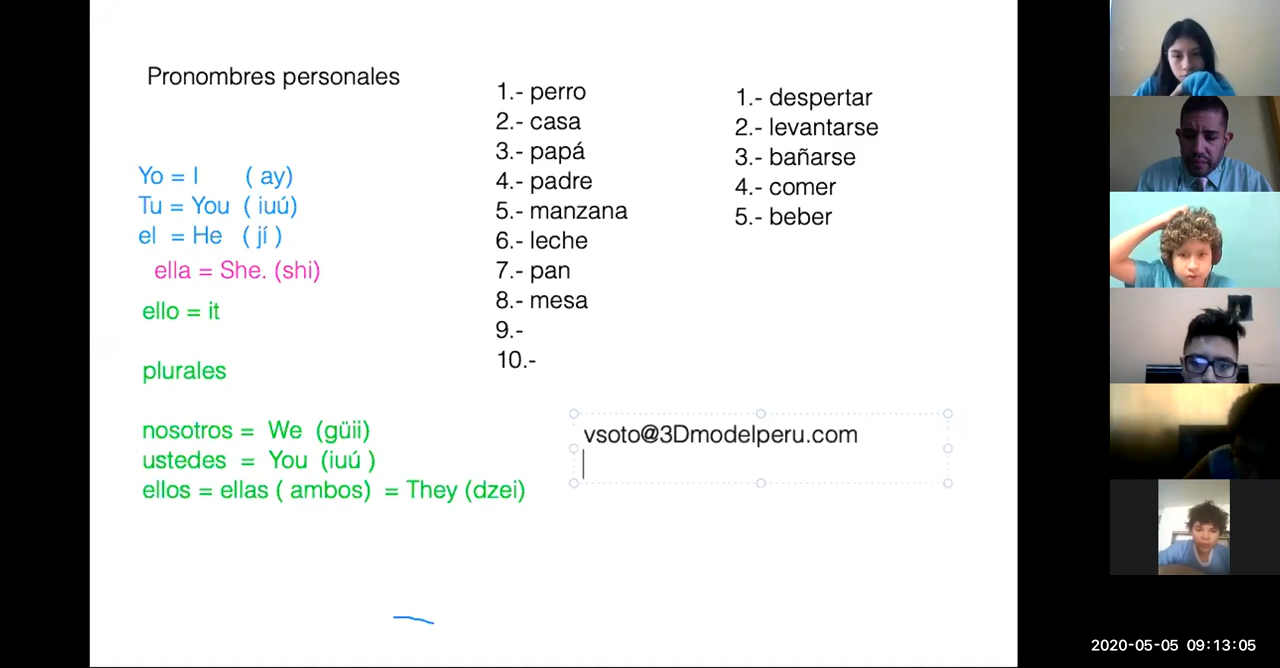 Pronombres personales
Yo = I ( ay)
Tu = You ( iuú)
el = He ( jí )
ella = She. (shi)
ello = it
plurales
nosotros = We (güii)
ustedes = You (iuú )
ellos = ellas ( ambos) = They (dzei)
1.- perro
2.- casa
3.- papá
4.- padre
5.- manzana
6.- leche
7.- pan
8.- mesa
9.-
10.-
1.- despertar
2.- levantarse
3.- bañarse
4.- comer
5.- beber
vsoto@3Dmodelperu.com
2020-05-05 09:13:05